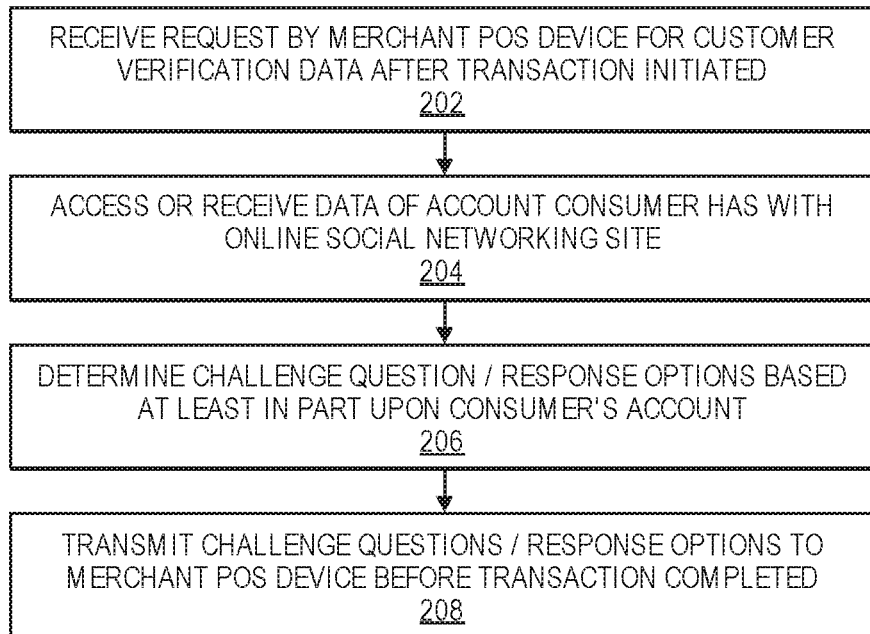 RECEIVE REQUEST BY MERCHANT POS DEVICE FOR CUSTOMER
VERIFICATION DATA AFTER TRANSACTION INITIATED
202
ACCESS OR RECEIVE DATA OF ACCOUNT CONSUMER HAS WITH
ONLINE SOCIAL NETWORKING SITE
204
DETERMINE CHALLENGE QUESTION / RESPONSE OPTIONS BASED
AT LEAST IN PART UPON CONSUMER'S ACCOUNT
206
TRANSMIT CHALLENGE QUESTIONS / RESPONSE OPTIONS TO
MERCHANT POS DEVICE BEFORE TRANSACTION COMPLETED
208